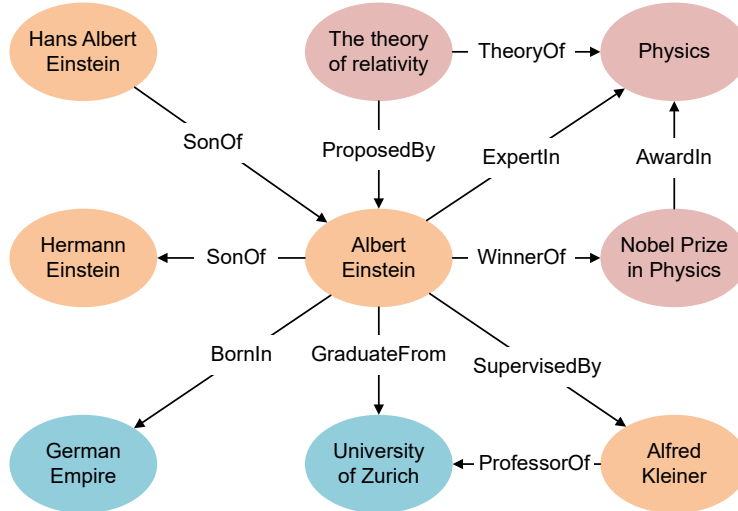 Hans Albert
Einstein
The theory
of relativity
TheoryOf
Physics
SonOf
ProposedBy
ExpertIn
AwardIn
Hermann
Einstein
SonOf
Albert
Einstein
WinnerOf
Nobel Prize
in Physics
BornIn
GraduateFrom
SupervisedBy
German
Empire
University
of Zurich
ProfessorOf
Alfred
Kleiner